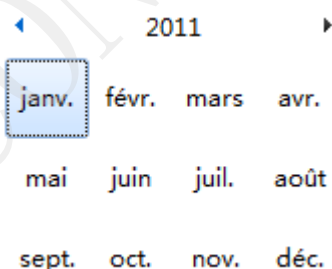 2011
janv. févr. mars avr.
mai juin juil. août
sept. oct. nov. déc.